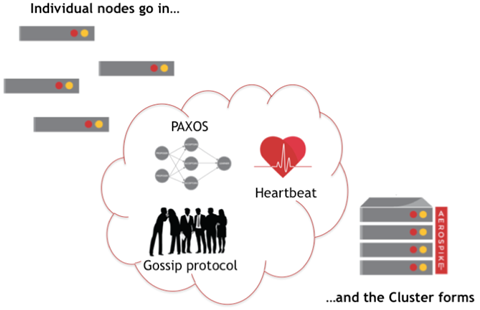 Individual nodes go in...
PAXOS
Heartbeat
Gossip protocol
AEROSPIKE
...and the Cluster forms